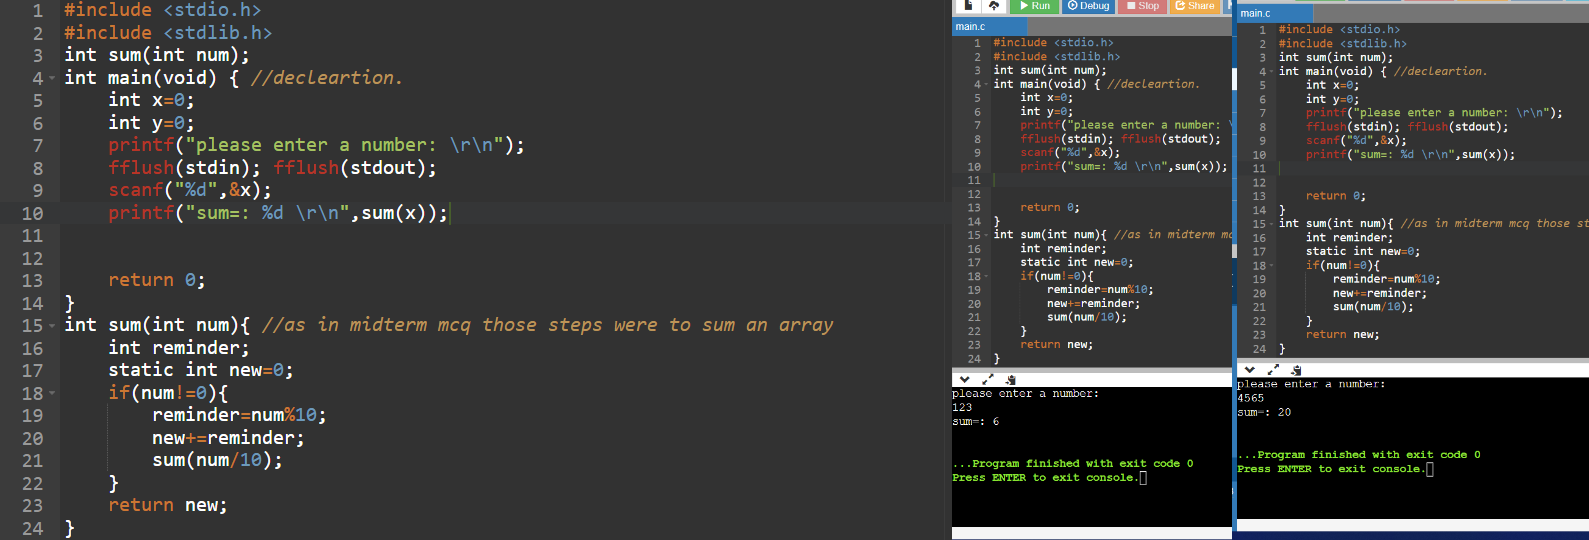 1 #include <stdio.h>
2 #include <stdlib.h>
3 int sum(int num);
4 int main(void) { //decleartion.
5 int x=0;
6 int y=0;
7 printf("please enter a number: \r\n");
8 fflush(stdin); fflush(stdout);
9 scanf("%d",&x);
10 printf("sum=: %d \r\n",sum(x));
11
12
13 return 0;
14 }
15 int sum(int num){ //as in midterm mcq those steps were to sum an array
16 int reminder;
17 static int new=0;
18 if(num!=0){
19 reminder=num%10;
20 new+=reminder;
21 sum(num/10);
22 }
23 return new;
24 }
Run Debug Stop Share
main.c
1 #include <stdio.h>
2 #include <stdlib.h>
3 int sum(int num);
4 int main(void) { //decleartion.
5 int x=0;
6 int y=0;
7 printf("please enter a number: \
8 fflush(stdin); fflush(stdout);
9 scanf("%d",&x);
10 printf("sum=: %d \r\n",sum(x));
11
12
13 return 0;
14 }
15 int sum(int num){ //as in midterm mc
16 int reminder;
17 static int new=0;
18 if(num!=0){
19 reminder=num%10;
20 new+=reminder;
21 sum(num/10);
22 }
23 return new;
24 }
please enter a number:
123
sum=: 6
...Program finished with exit code 0
Press ENTER to exit console.
main.c
1 #include <stdio.h>
2 #include <stdlib.h>
3 int sum(int num);
4 int main(void) { //decleartion.
5 int x=0;
6 int y=0;
7 printf("please enter a number: \r\n");
8 fflush(stdin); fflush(stdout);
9 scanf("%d",&x);
10 printf("sum=: %d \r\n",sum(x));
11
12
13 return 0;
14 }
15 int sum(int num){ //as in midterm mcq those st
16 int reminder;
17 static int new=0;
18 if(num!=0){
19 reminder=num%10;
20 new+=reminder;
21 sum(num/10);
22 }
23 return new;
24 }
please enter a number:
4565
sum=: 20
...Program finished with exit code 0
Press ENTER to exit console.